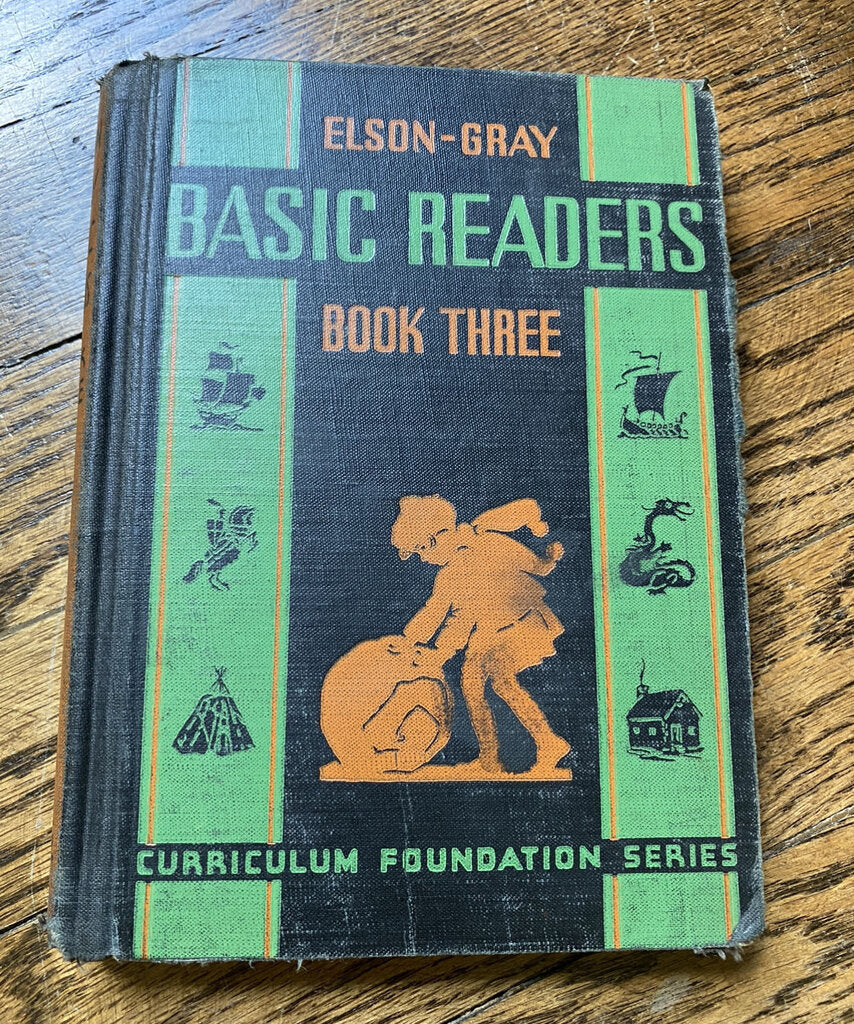 ELSON-GRAY
BASIC READERS
BOOK THREE
CURRICULUM FOUNDATION SERIES